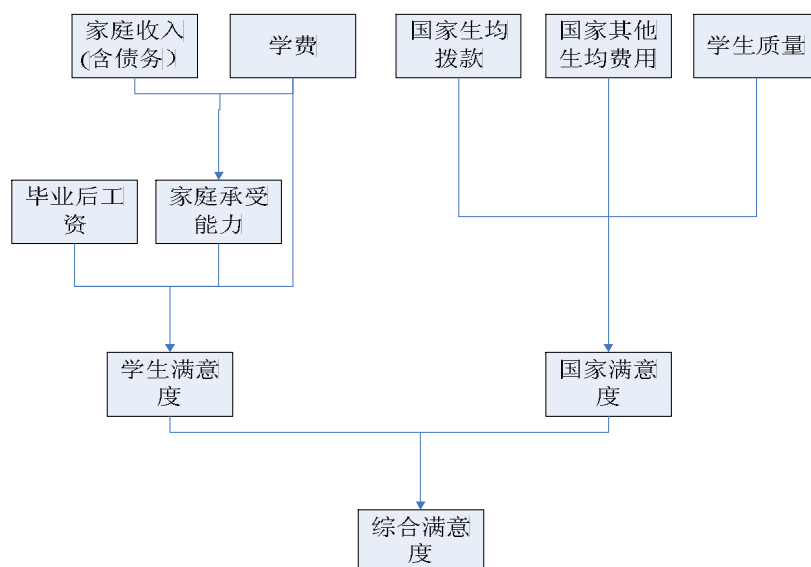 家庭收入
(含债务）
学费
国家生均
拨款
国家其他
生均费用
学生质量
毕业后工
资
家庭承受
能力
学生满意
度
国家满意
度
综合满意
度